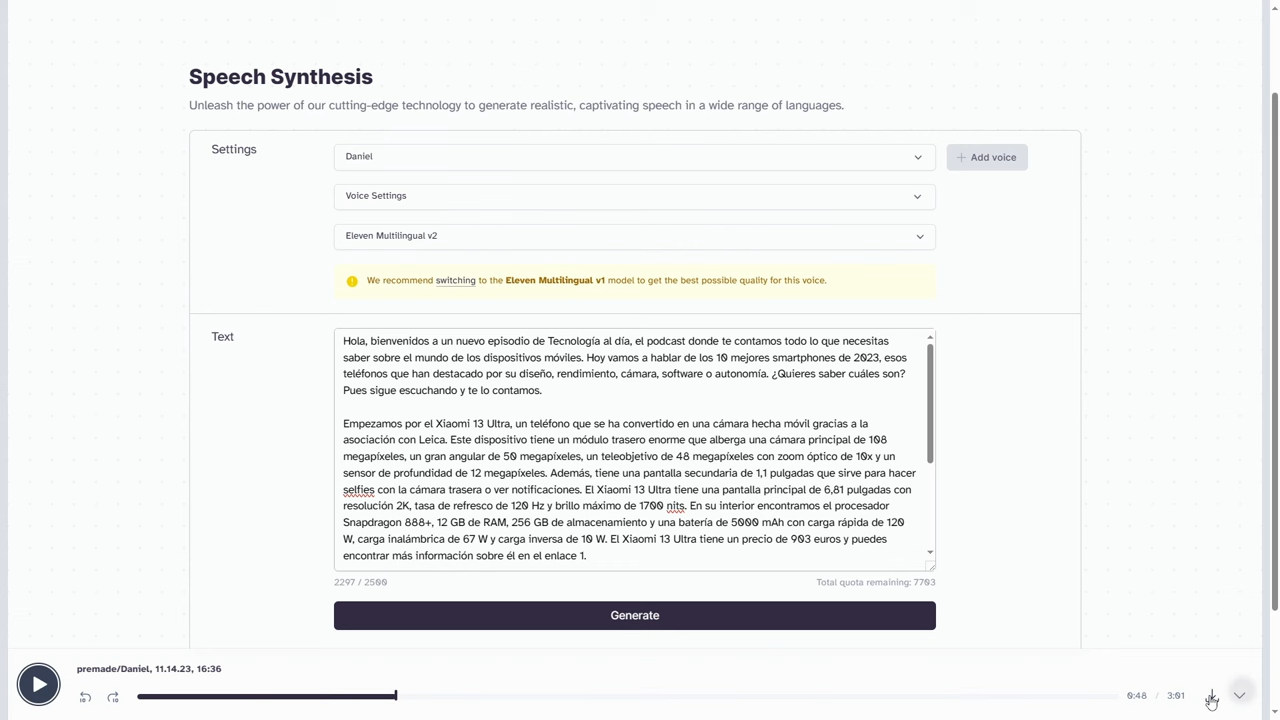 Speech Synthesis
Unleash the power of our cutting-edge technology to generate realistic, captivating speech in a wide range of languages.
Settings
Daniel
Add voice
Voice Settings
Eleven Multilingual v2
We recommend switching to the Eleven Multilingual v1 model to get the best possible quality for this voice.
Text
Hola, bienvenidos a un nuevo episodio de Tecnología al día, el podcast donde te contamos todo lo que necesitas
saber sobre el mundo de los dispositivos móviles. Hoy vamos a hablar de los 10 mejores smartphones de 2023, esos
teléfonos que han destacado por su diseño, rendimiento, cámara, software o autonomía. ¿Quieres saber cuáles son?
Pues sigue escuchando y te lo contamos.
Empezamos por el Xiaomi 13 Ultra, un teléfono que se ha convertido en una cámara hecha móvil gracias a la
asociación con Leica. Este dispositivo tiene un módulo trasero enorme que alberga una cámara principal de 108
megapíxeles, un gran angular de 50 megapíxeles, un teleobjetivo de 48 megapíxeles con zoom óptico de 10x y un
sensor de profundidad de 12 megapíxeles. Además, tiene una pantalla secundaria de 1,1 pulgadas que sirve para hacer
selfies con la cámara trasera o ver notificaciones. El Xiaomi 13 Ultra tiene una pantalla principal de 6,81 pulgadas con
resolución 2K, tasa de refresco de 120 Hz y brillo máximo de 1700 nits. En su interior encontramos el procesador
Snapdragon 888+, 12 GB de RAM, 256 GB de almacenamiento y una batería de 5000 mAh con carga rápida de 120
W, carga inalámbrica de 67 W y carga inversa de 10 W. El Xiaomi 13 Ultra tiene un precio de 903 euros y puedes
encontrar más información sobre él en el enlace 1.
2297 / 2500
Total quota remaining: 7703
Generate
premade/Daniel, 11.14.23, 16:36
10
10
0:48 / 3:01